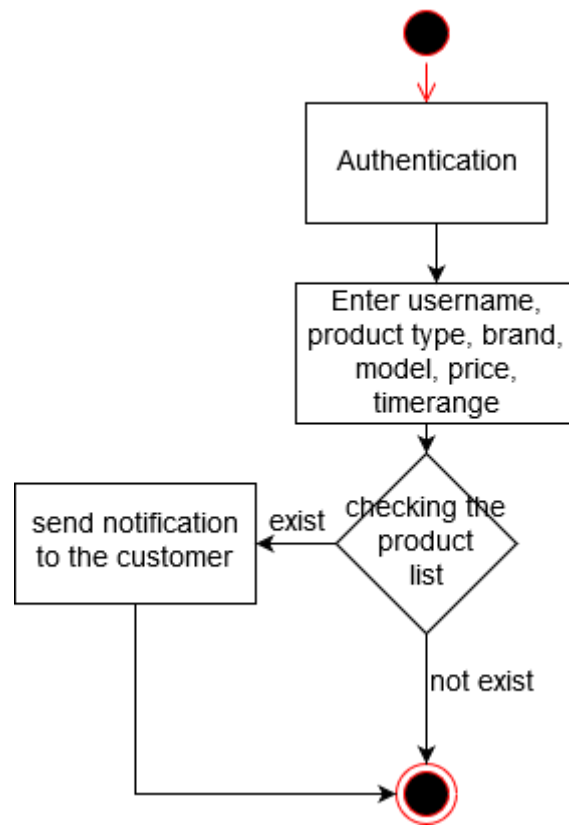 Authentication
Enter username,
product type, brand,
model, price,
timerange
checking the
product
list
exist
send notification
to the customer
not exist